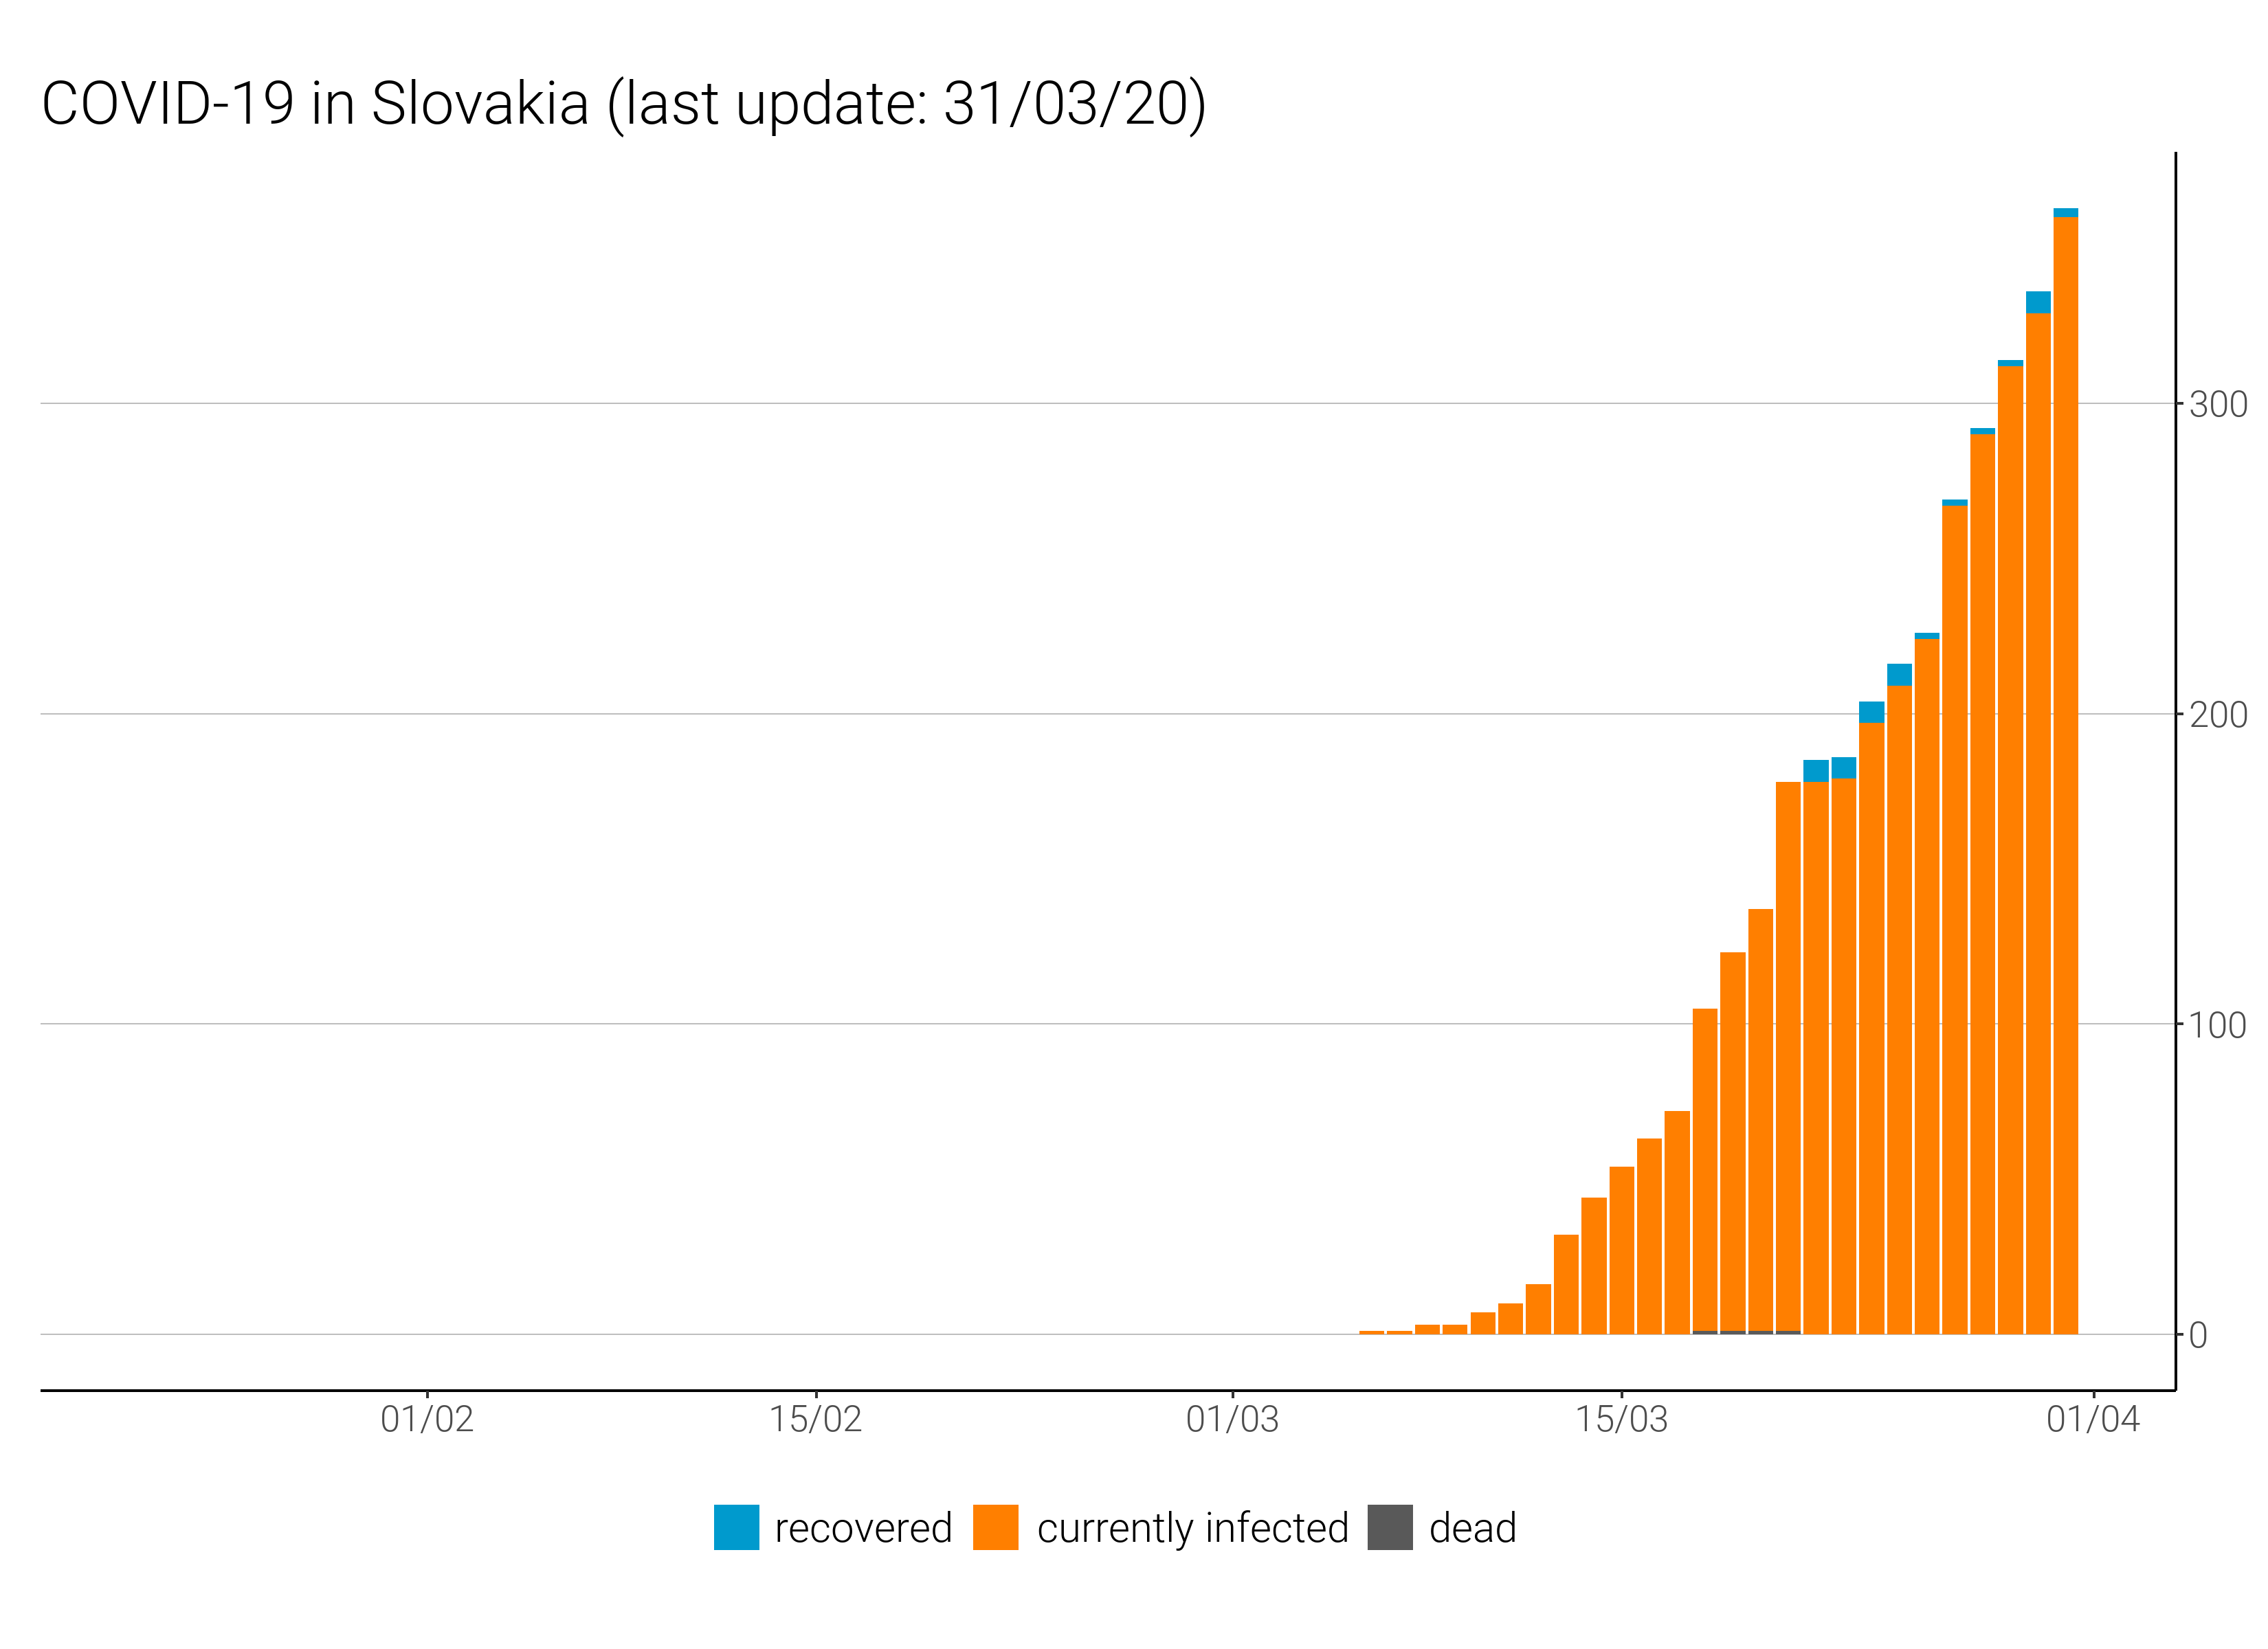 COVID-19 in Slovakia (last update: 31/03/20)
300
200
100
0
01/02 15/02 01/03 15/03 01/04
recovered currently infected dead